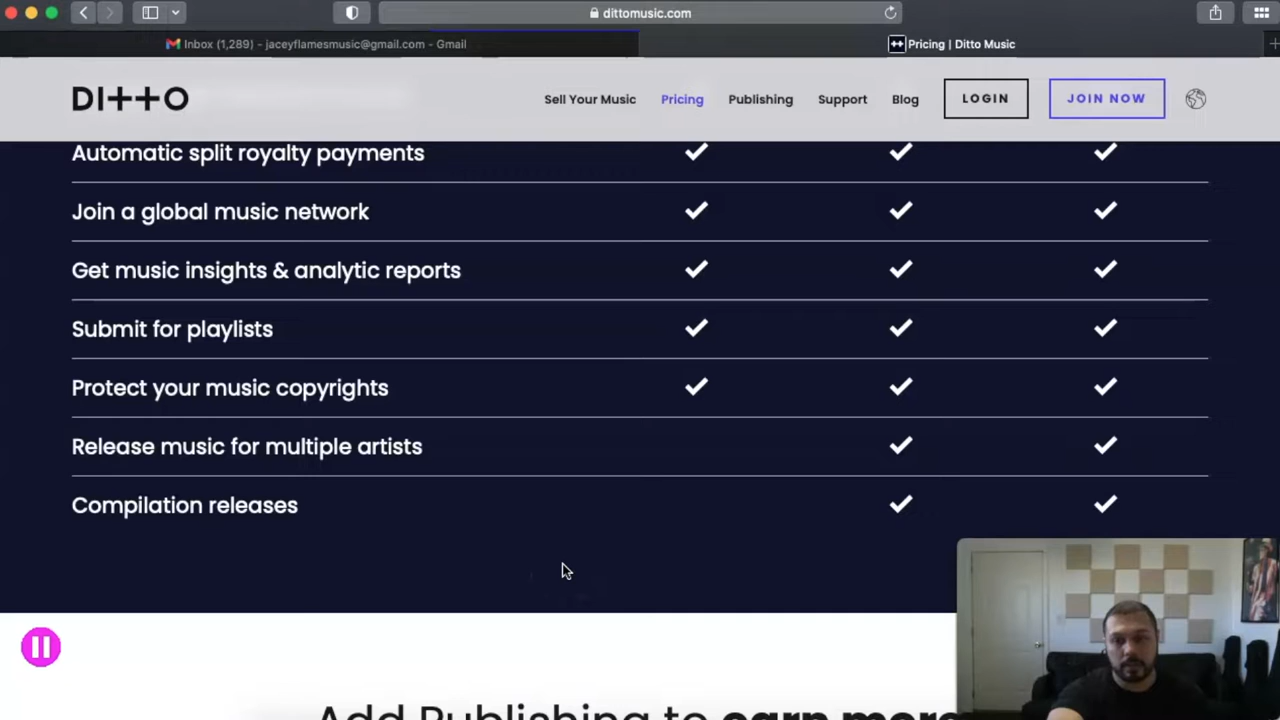 dittomusic.com
Inbox (1,289) - jaceyflamesmusic@gmail.com - Gmail
Pricing | Ditto Music
DITTO
Sell Your Music
Pricing
Publishing
Support
Blog
LOGIN
JOIN NOW
Automatic split royalty payments
Join a global music network
Get music insights & analytic reports
Submit for playlists
Protect your music copyrights
Release music for multiple artists
Compilation releases
Add Publishing to earn more